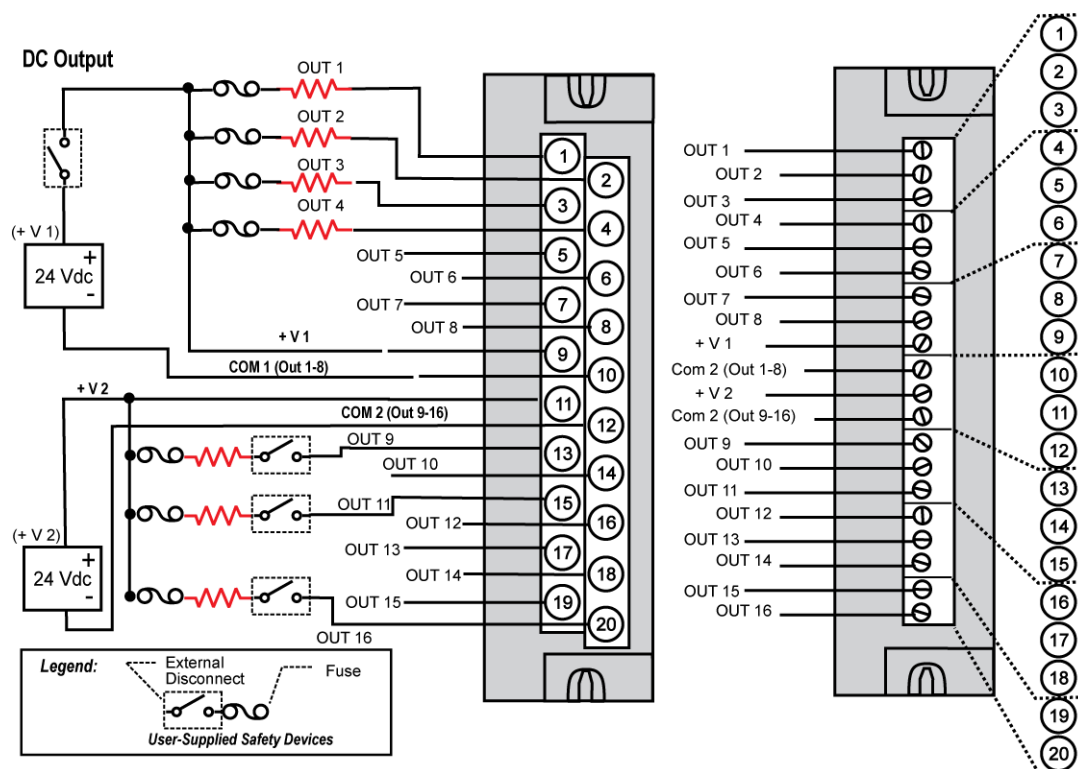 DC Output
OUT 1
OUT 2
OUT 3
OUT 4
(+ V 1)
+
24 Vdc
-
OUT 5
OUT 6
OUT 7
OUT 8
+ V 1
COM 1 (Out 1-8)
+ V 2
COM 2 (Out 9-16)
OUT 9
OUT 10
OUT 11
OUT 12
(+ V 2)
+
24 Vdc
-
OUT 13
OUT 14
OUT 15
OUT 16
1
2
3
4
5
6
7
8
9
10
11
12
13
14
15
16
17
18
19
20
Legend:
External
Disconnect
Fuse
User-Supplied Safety Devices
OUT 1
OUT 2
OUT 3
OUT 4
OUT 5
OUT 6
OUT 7
OUT 8
+ V 1
Com 2 (Out 1-8)
+ V 2
Com 2 (Out 9-16)
OUT 9
OUT 10
OUT 11
OUT 12
OUT 13
OUT 14
OUT 15
OUT 16
1
2
3
4
5
6
7
8
9
10
11
12
13
14
15
16
17
18
19
20